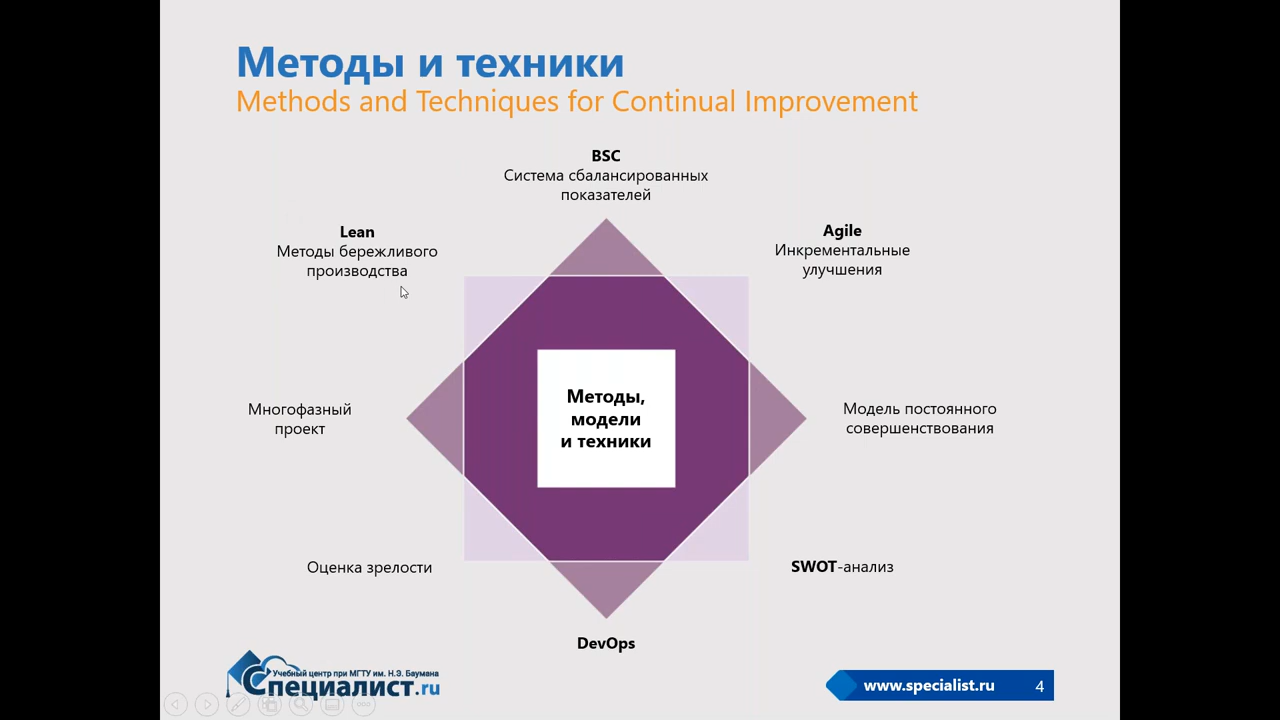 Методы и техники
Methods and Techniques for Continual Improvement
BSC
Система сбалансированных
показателей
Lean
Методы бережливого
производства
Agile
Инкрементальные
улучшения
Многофазный
проект
Методы,
модели
и техники
Модель постоянного
совершенствования
Оценка зрелости
SWOT-анализ
DevOps
Учебный центр при МГТУ им. Н.Э. Баумана
Специалист.ru
www.specialist.ru
4